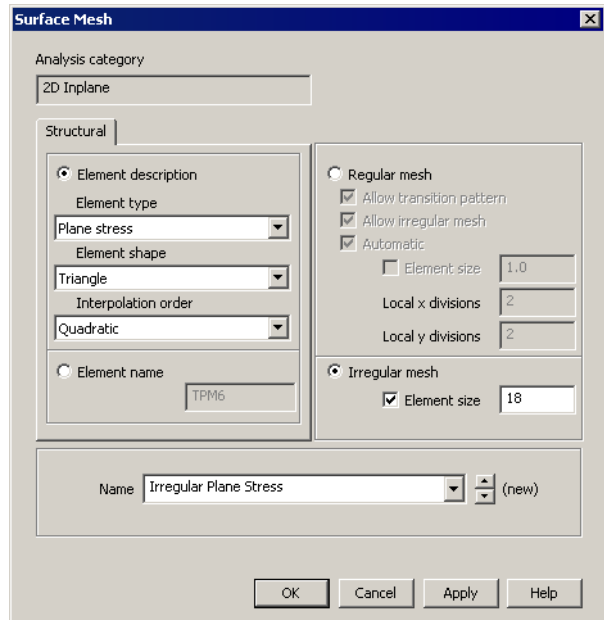 Surface Mesh
Analysis category
2D Inplane
Structural
Element description
Element type
Plane stress
Element shape
Triangle
Interpolation order
Quadratic
Element name
TPM6
Regular mesh
Allow transition pattern
Allow irregular mesh
Automatic
Element size 1.0
Local x divisions 2
Local y divisions 2
Irregular mesh
Element size 18
Name Irregular Plane Stress (new)
OK Cancel Apply Help